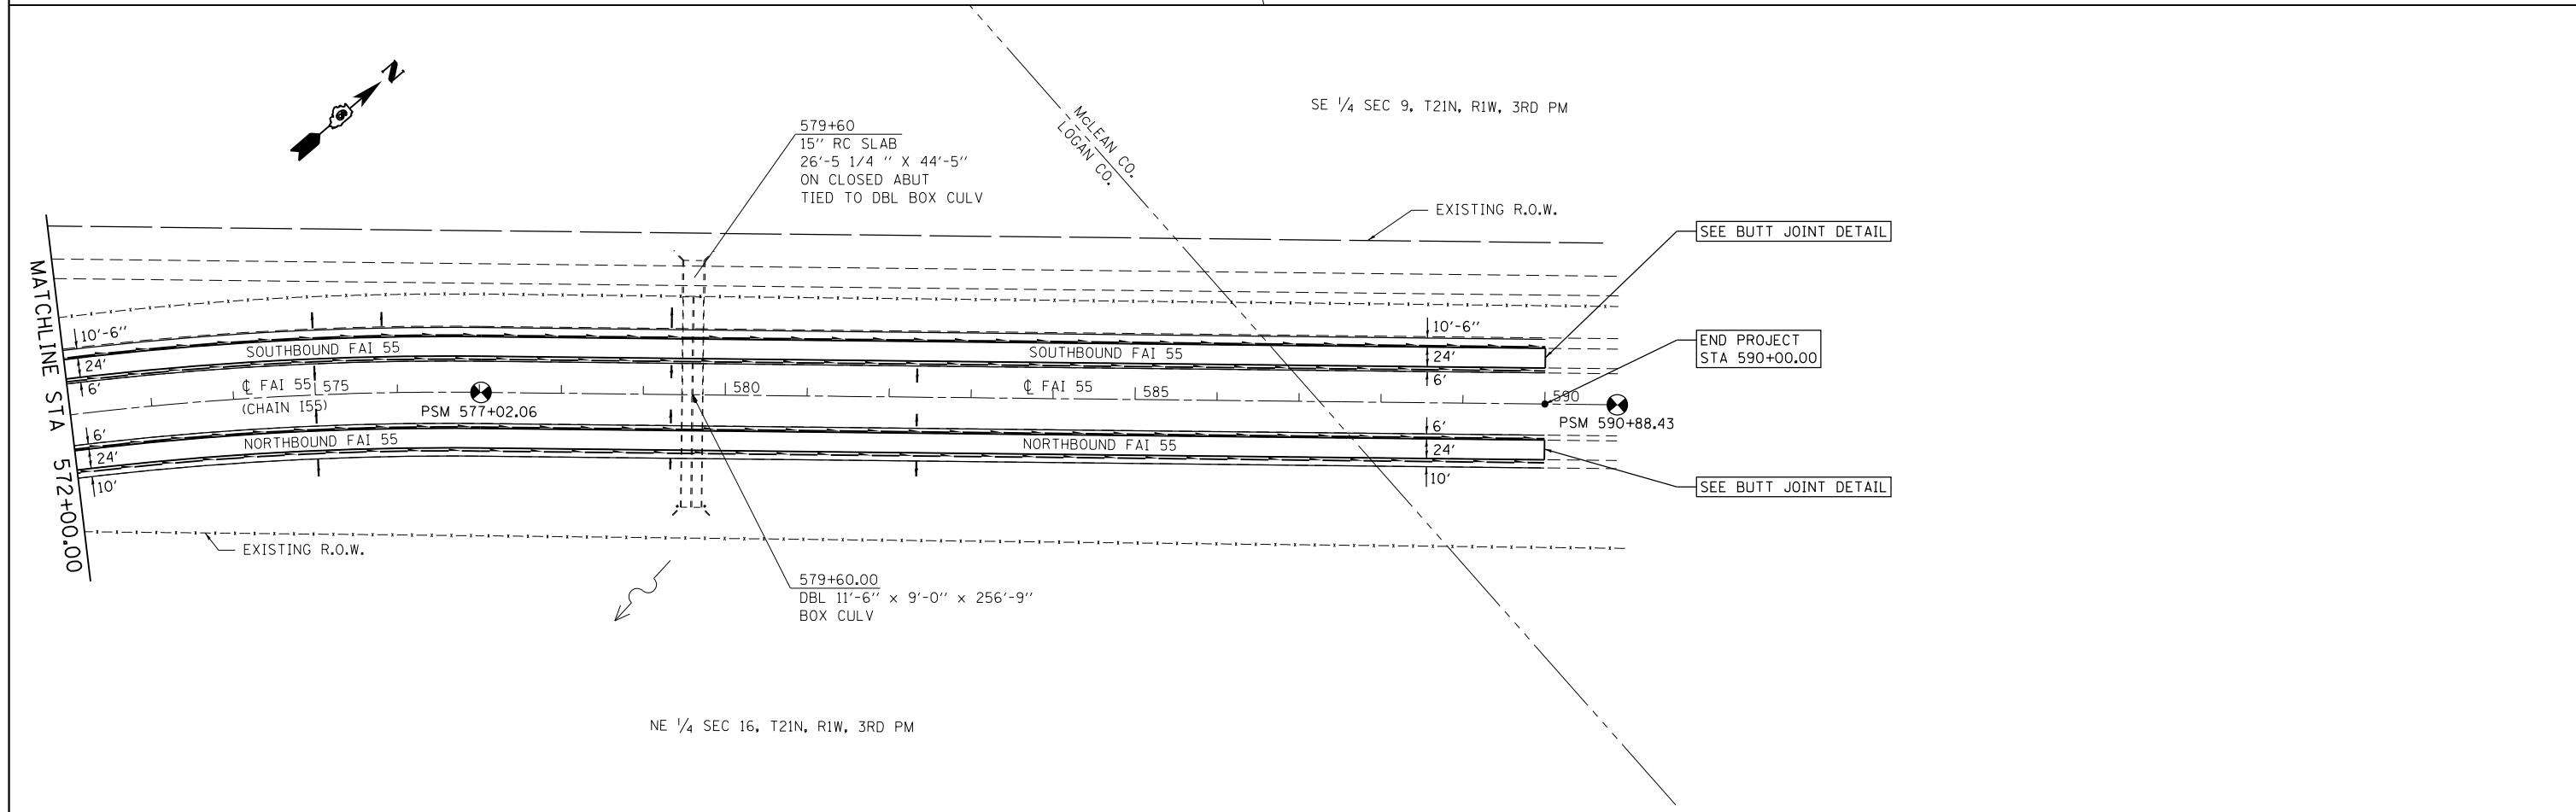 N
SE 1/4 SEC 9, T21N, R1W, 3RD PM
McLEAN CO.
LOGAN CO.
579+60
15'' RC SLAB
26'-5 1/4 '' X 44'-5''
ON CLOSED ABUT
TIED TO DBL BOX CULV
EXISTING R.O.W.
SEE BUTT JOINT DETAIL
MATCHLINE STA 572+00.00
10'-6''
24'
6'
SOUTHBOUND FAI 55
SOUTHBOUND FAI 55
10'-6''
24'
6'
END PROJECT
STA 590+00.00
℄ FAI 55
575
(CHAIN I55)
PSM 577+02.06
580
℄ FAI 55
585
590
PSM 590+88.43
6'
24'
10'
NORTHBOUND FAI 55
NORTHBOUND FAI 55
6'
24'
10'
SEE BUTT JOINT DETAIL
EXISTING R.O.W.
579+60.00
DBL 11'-6'' x 9'-0'' x 256'-9''
BOX CULV
NE 1/4 SEC 16, T21N, R1W, 3RD PM